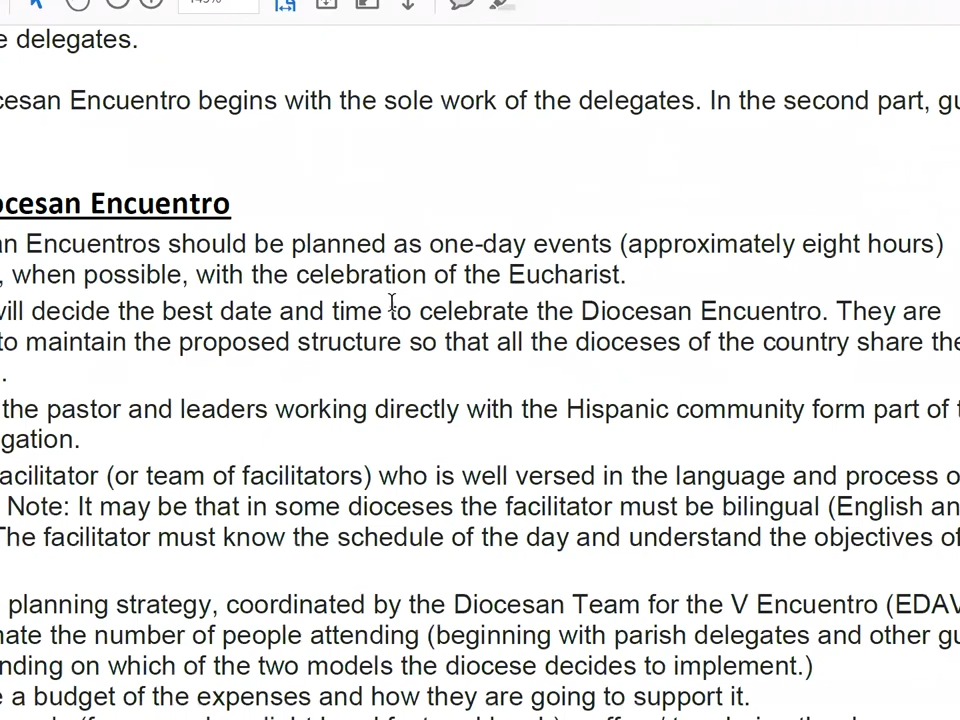 e delegates.
cesan Encuentro begins with the sole work of the delegates. In the second part, gu
ocesan Encuentro
an Encuentros should be planned as one-day events (approximately eight hours)
, when possible, with the celebration of the Eucharist.
will decide the best date and time to celebrate the Diocesan Encuentro. They are
to maintain the proposed structure so that all the dioceses of the country share the
.
the pastor and leaders working directly with the Hispanic community form part of t
gation.
acilitator (or team of facilitators) who is well versed in the language and process o
Note: It may be that in some dioceses the facilitator must be bilingual (English an
The facilitator must know the schedule of the day and understand the objectives of
planning strategy, coordinated by the Diocesan Team for the V Encuentro (EDAV
nate the number of people attending (beginning with parish delegates and other gu
nding on which of the two models the diocese decides to implement.)
e a budget of the expenses and how they are going to support it.